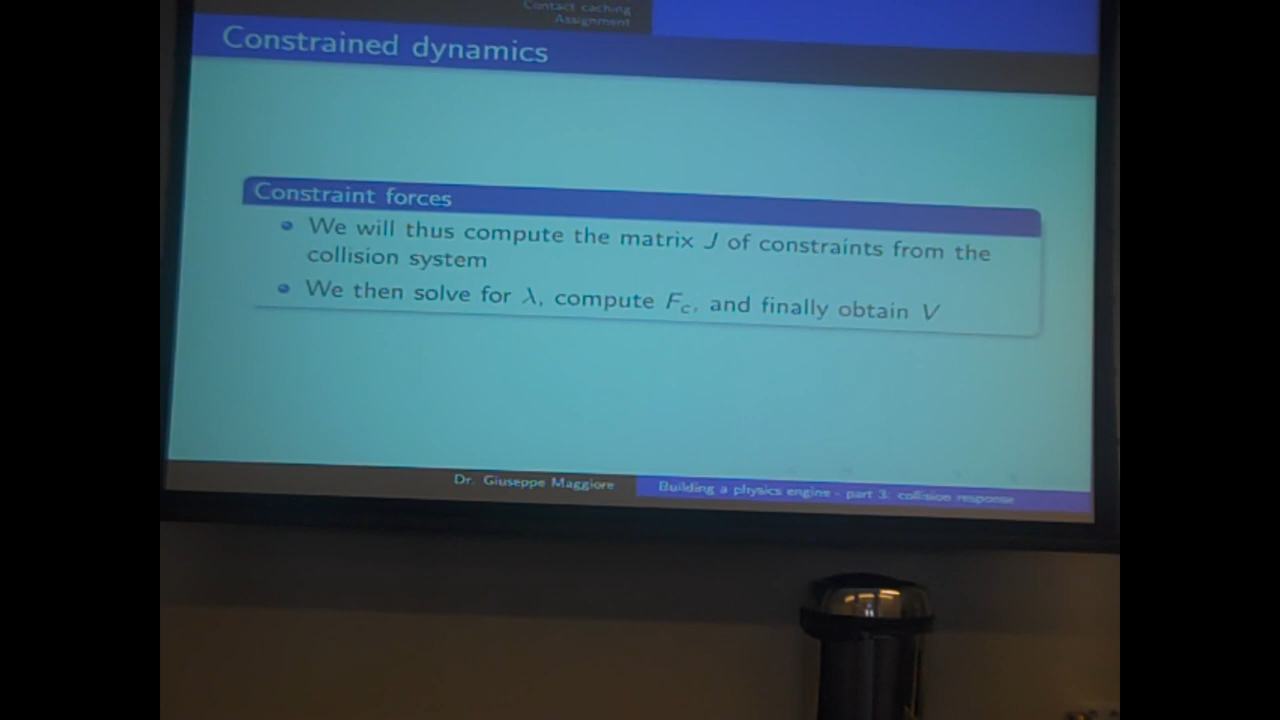 Contact caching
Assignment
Constrained dynamics
Constraint forces
We will thus compute the matrix J of constraints from the
collision system
We then solve for λ, compute Fc, and finally obtain V
Dr. Giuseppe Maggiore
Building a physics engine - part 3: collision response